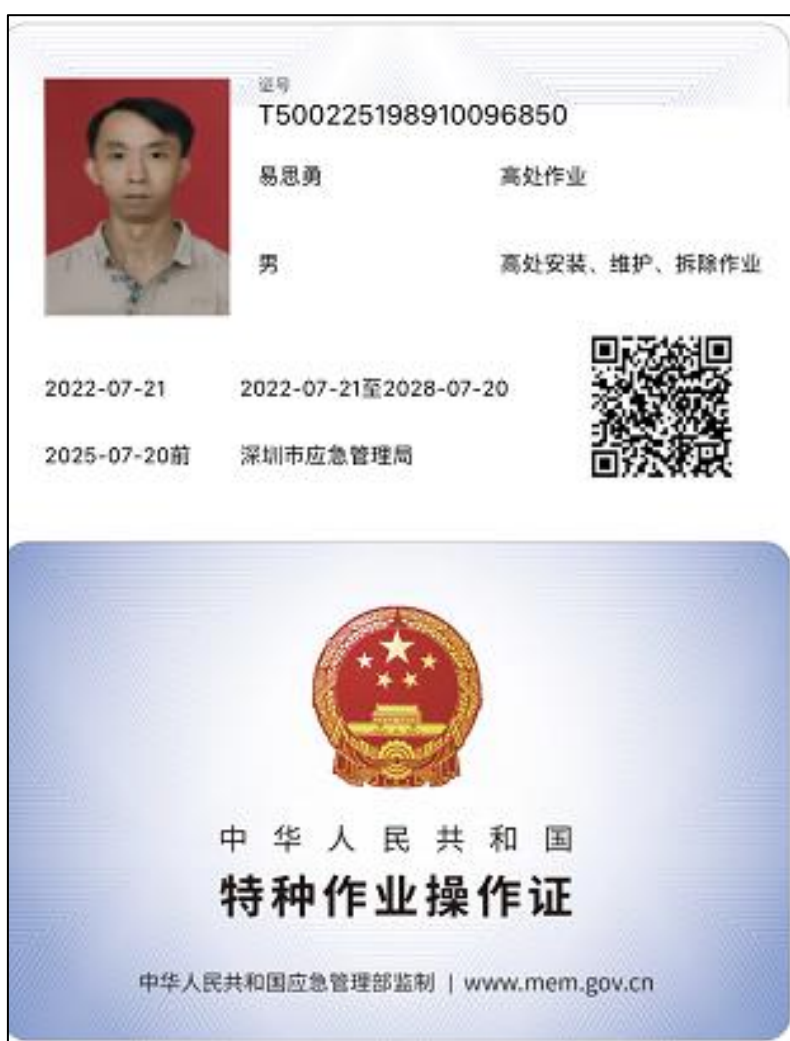 证号
T500225198910096850
易思勇 高处作业
男 高处安装、维护、拆除作业
2022-07-21 2022-07-21至2028-07-20
2025-07-20前 深圳市应急管理局
中华人民共和国
特种作业操作证
中华人民共和国应急管理部监制 | www.mem.gov.cn